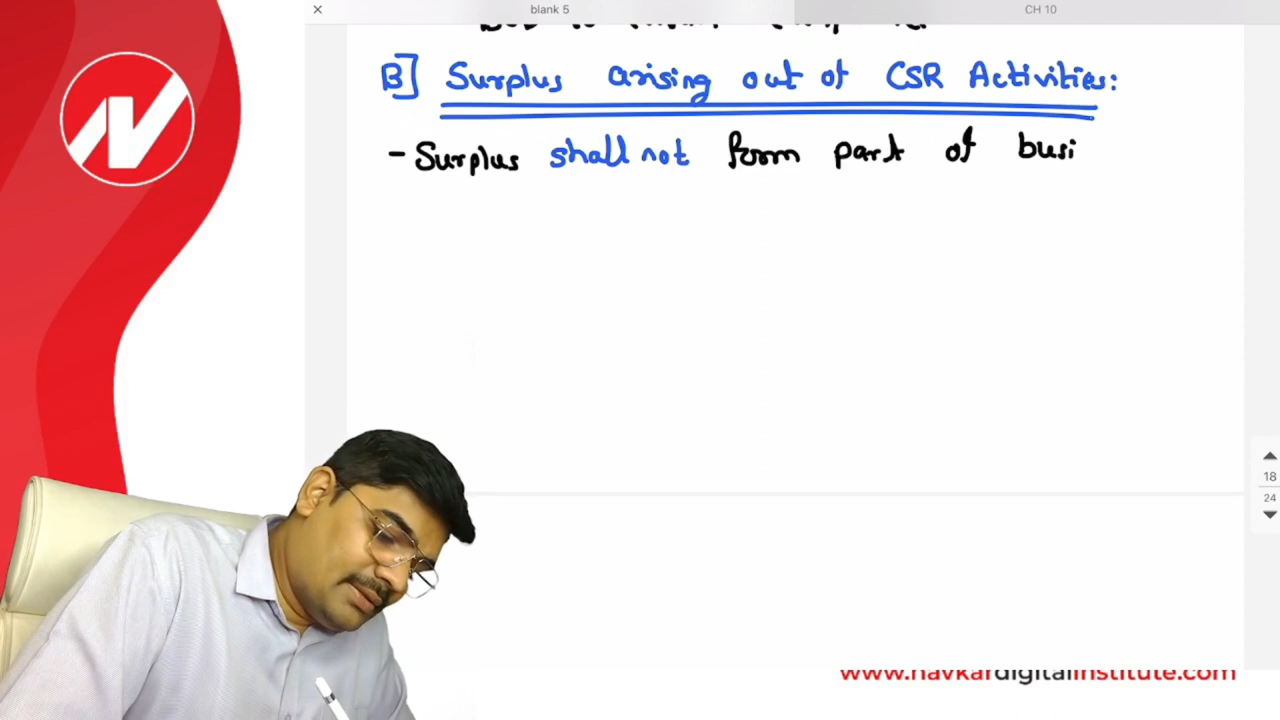 blank 5
CH 10
B] Surplus arising out of CSR Activities:
- Surplus shall not form part of busi
18
24
www.navkardigitalinstitute.com